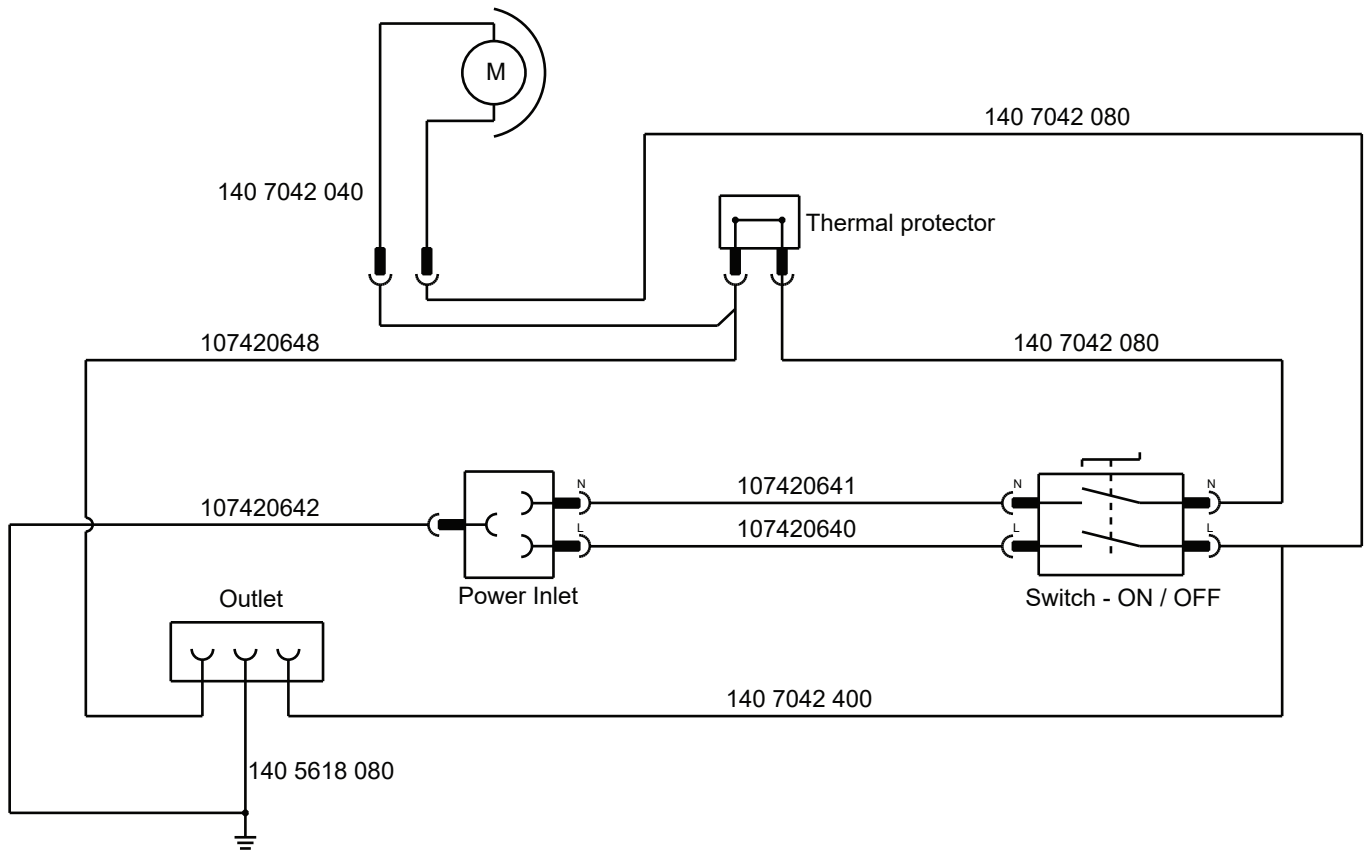 M
140 7042 080
140 7042 040
Thermal protector
107420648
140 7042 080
107420642
N
107420641
N
N
L
107420640
L
L
Outlet
Power Inlet
Switch - ON / OFF
140 7042 400
140 5618 080